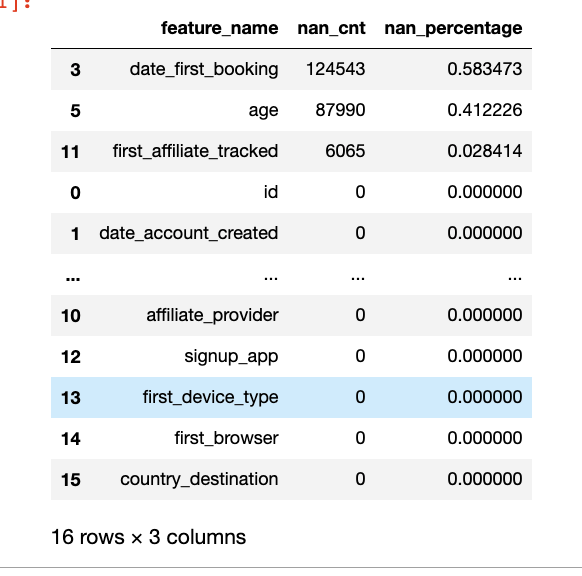 ]:
feature_name nan_cnt nan_percentage
3 date_first_booking 124543 0.583473
5 age 87990 0.412226
11 first_affiliate_tracked 6065 0.028414
0 id 0 0.000000
1 date_account_created 0 0.000000
... ... ... ...
10 affiliate_provider 0 0.000000
12 signup_app 0 0.000000
13 first_device_type 0 0.000000
14 first_browser 0 0.000000
15 country_destination 0 0.000000
16 rows × 3 columns